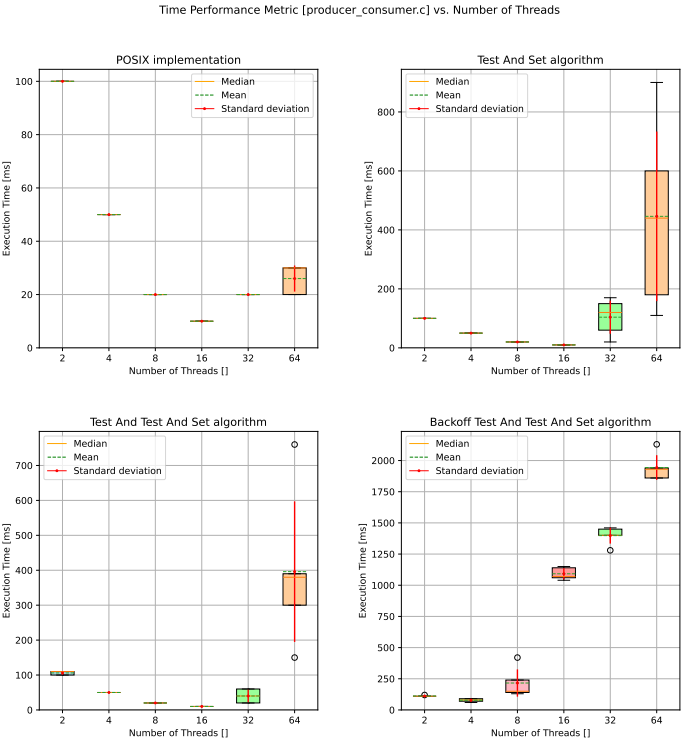 Time Performance Metric [producer_consumer.c] vs. Number of Threads
POSIX implementation
Execution Time [ms]
100
80
60
40
20
0
Median
Mean
Standard deviation
2 4 8 16 32 64
Number of Threads []
Test And Set algorithm
Execution Time [ms]
800
600
400
200
0
Median
Mean
Standard deviation
2 4 8 16 32 64
Number of Threads []
Test And Test And Set algorithm
Execution Time [ms]
700
600
500
400
300
200
100
0
Median
Mean
Standard deviation
2 4 8 16 32 64
Number of Threads []
Backoff Test And Test And Set algorithm
Execution Time [ms]
2000
1750
1500
1250
1000
750
500
250
0
Median
Mean
Standard deviation
2 4 8 16 32 64
Number of Threads []